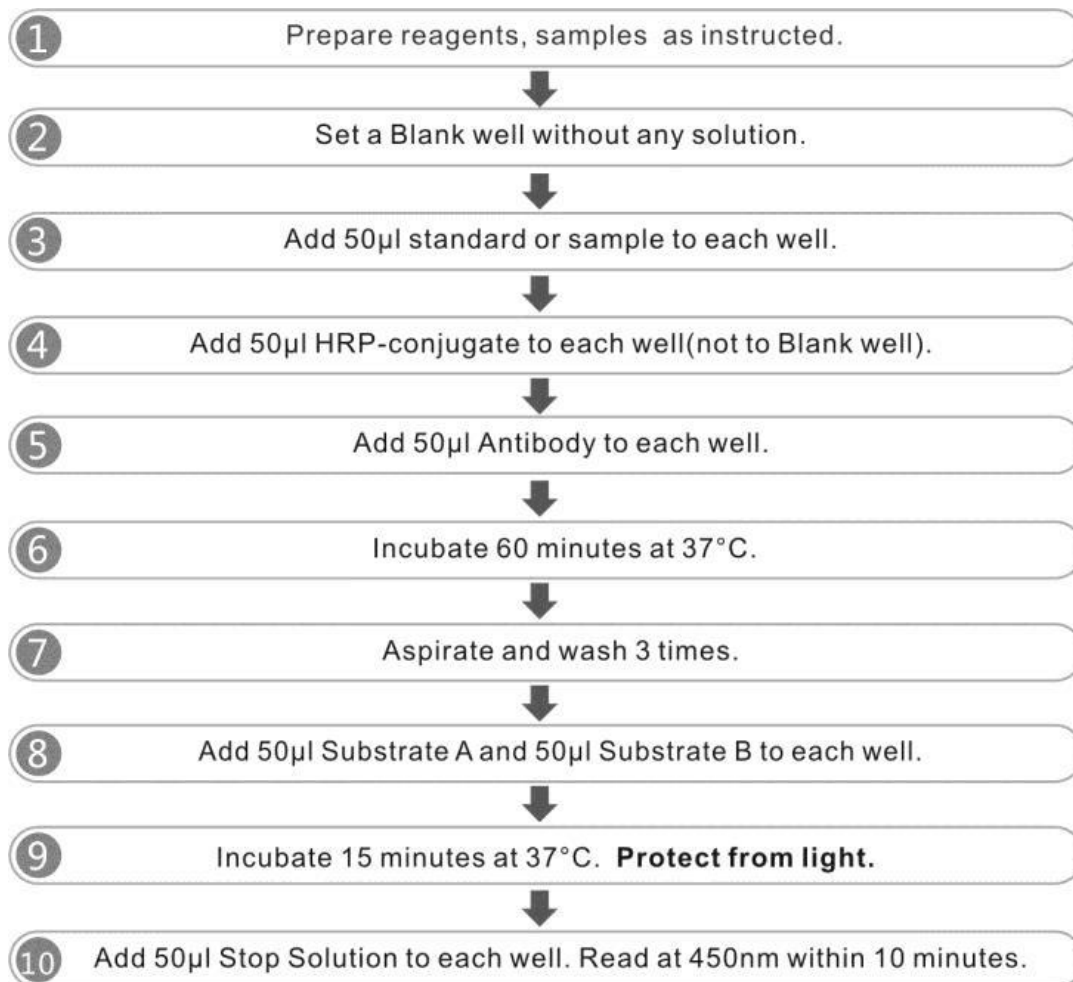 1 Prepare reagents, samples as instructed.
2 Set a Blank well without any solution.
3 Add 50μl standard or sample to each well.
4 Add 50μl HRP-conjugate to each well(not to Blank well).
5 Add 50μl Antibody to each well.
6 Incubate 60 minutes at 37°C.
7 Aspirate and wash 3 times.
8 Add 50μl Substrate A and 50μl Substrate B to each well.
9 Incubate 15 minutes at 37°C. Protect from light.
10 Add 50μl Stop Solution to each well. Read at 450nm within 10 minutes.